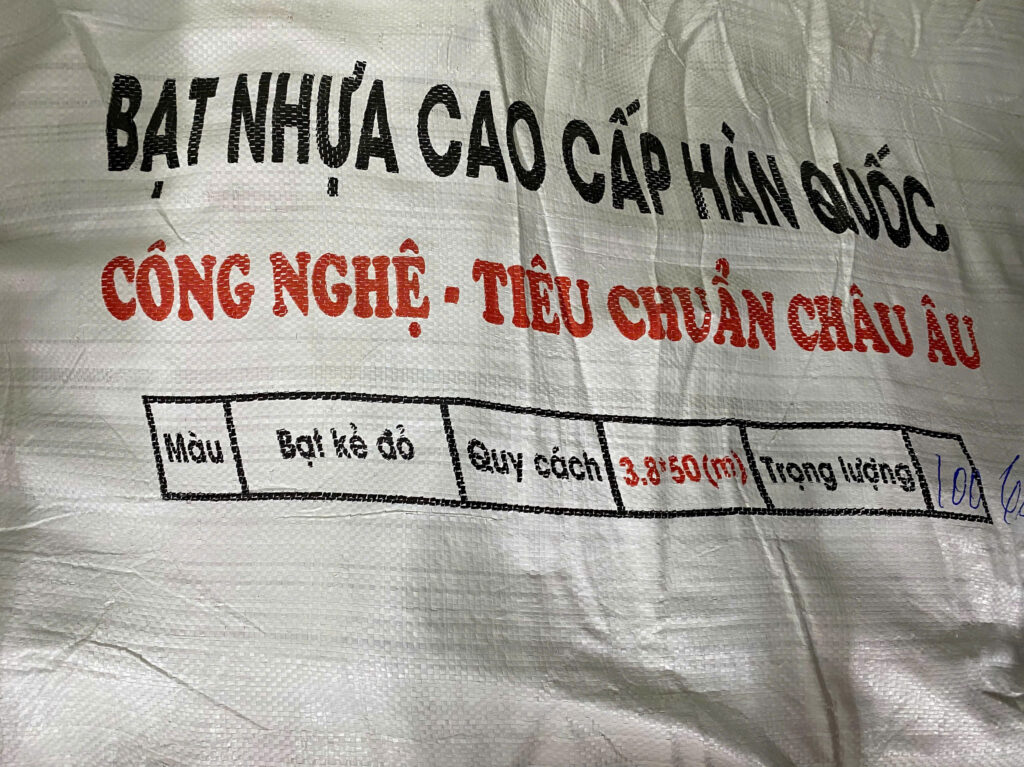 BẠT NHỰA CAO CẤP HÀN QUỐC
CÔNG NGHỆ - TIÊU CHUẨN CHÂU ÂU
Màu Bạt kẻ đỏ Quy cách 3.8*50(m) Trọng lượng 100